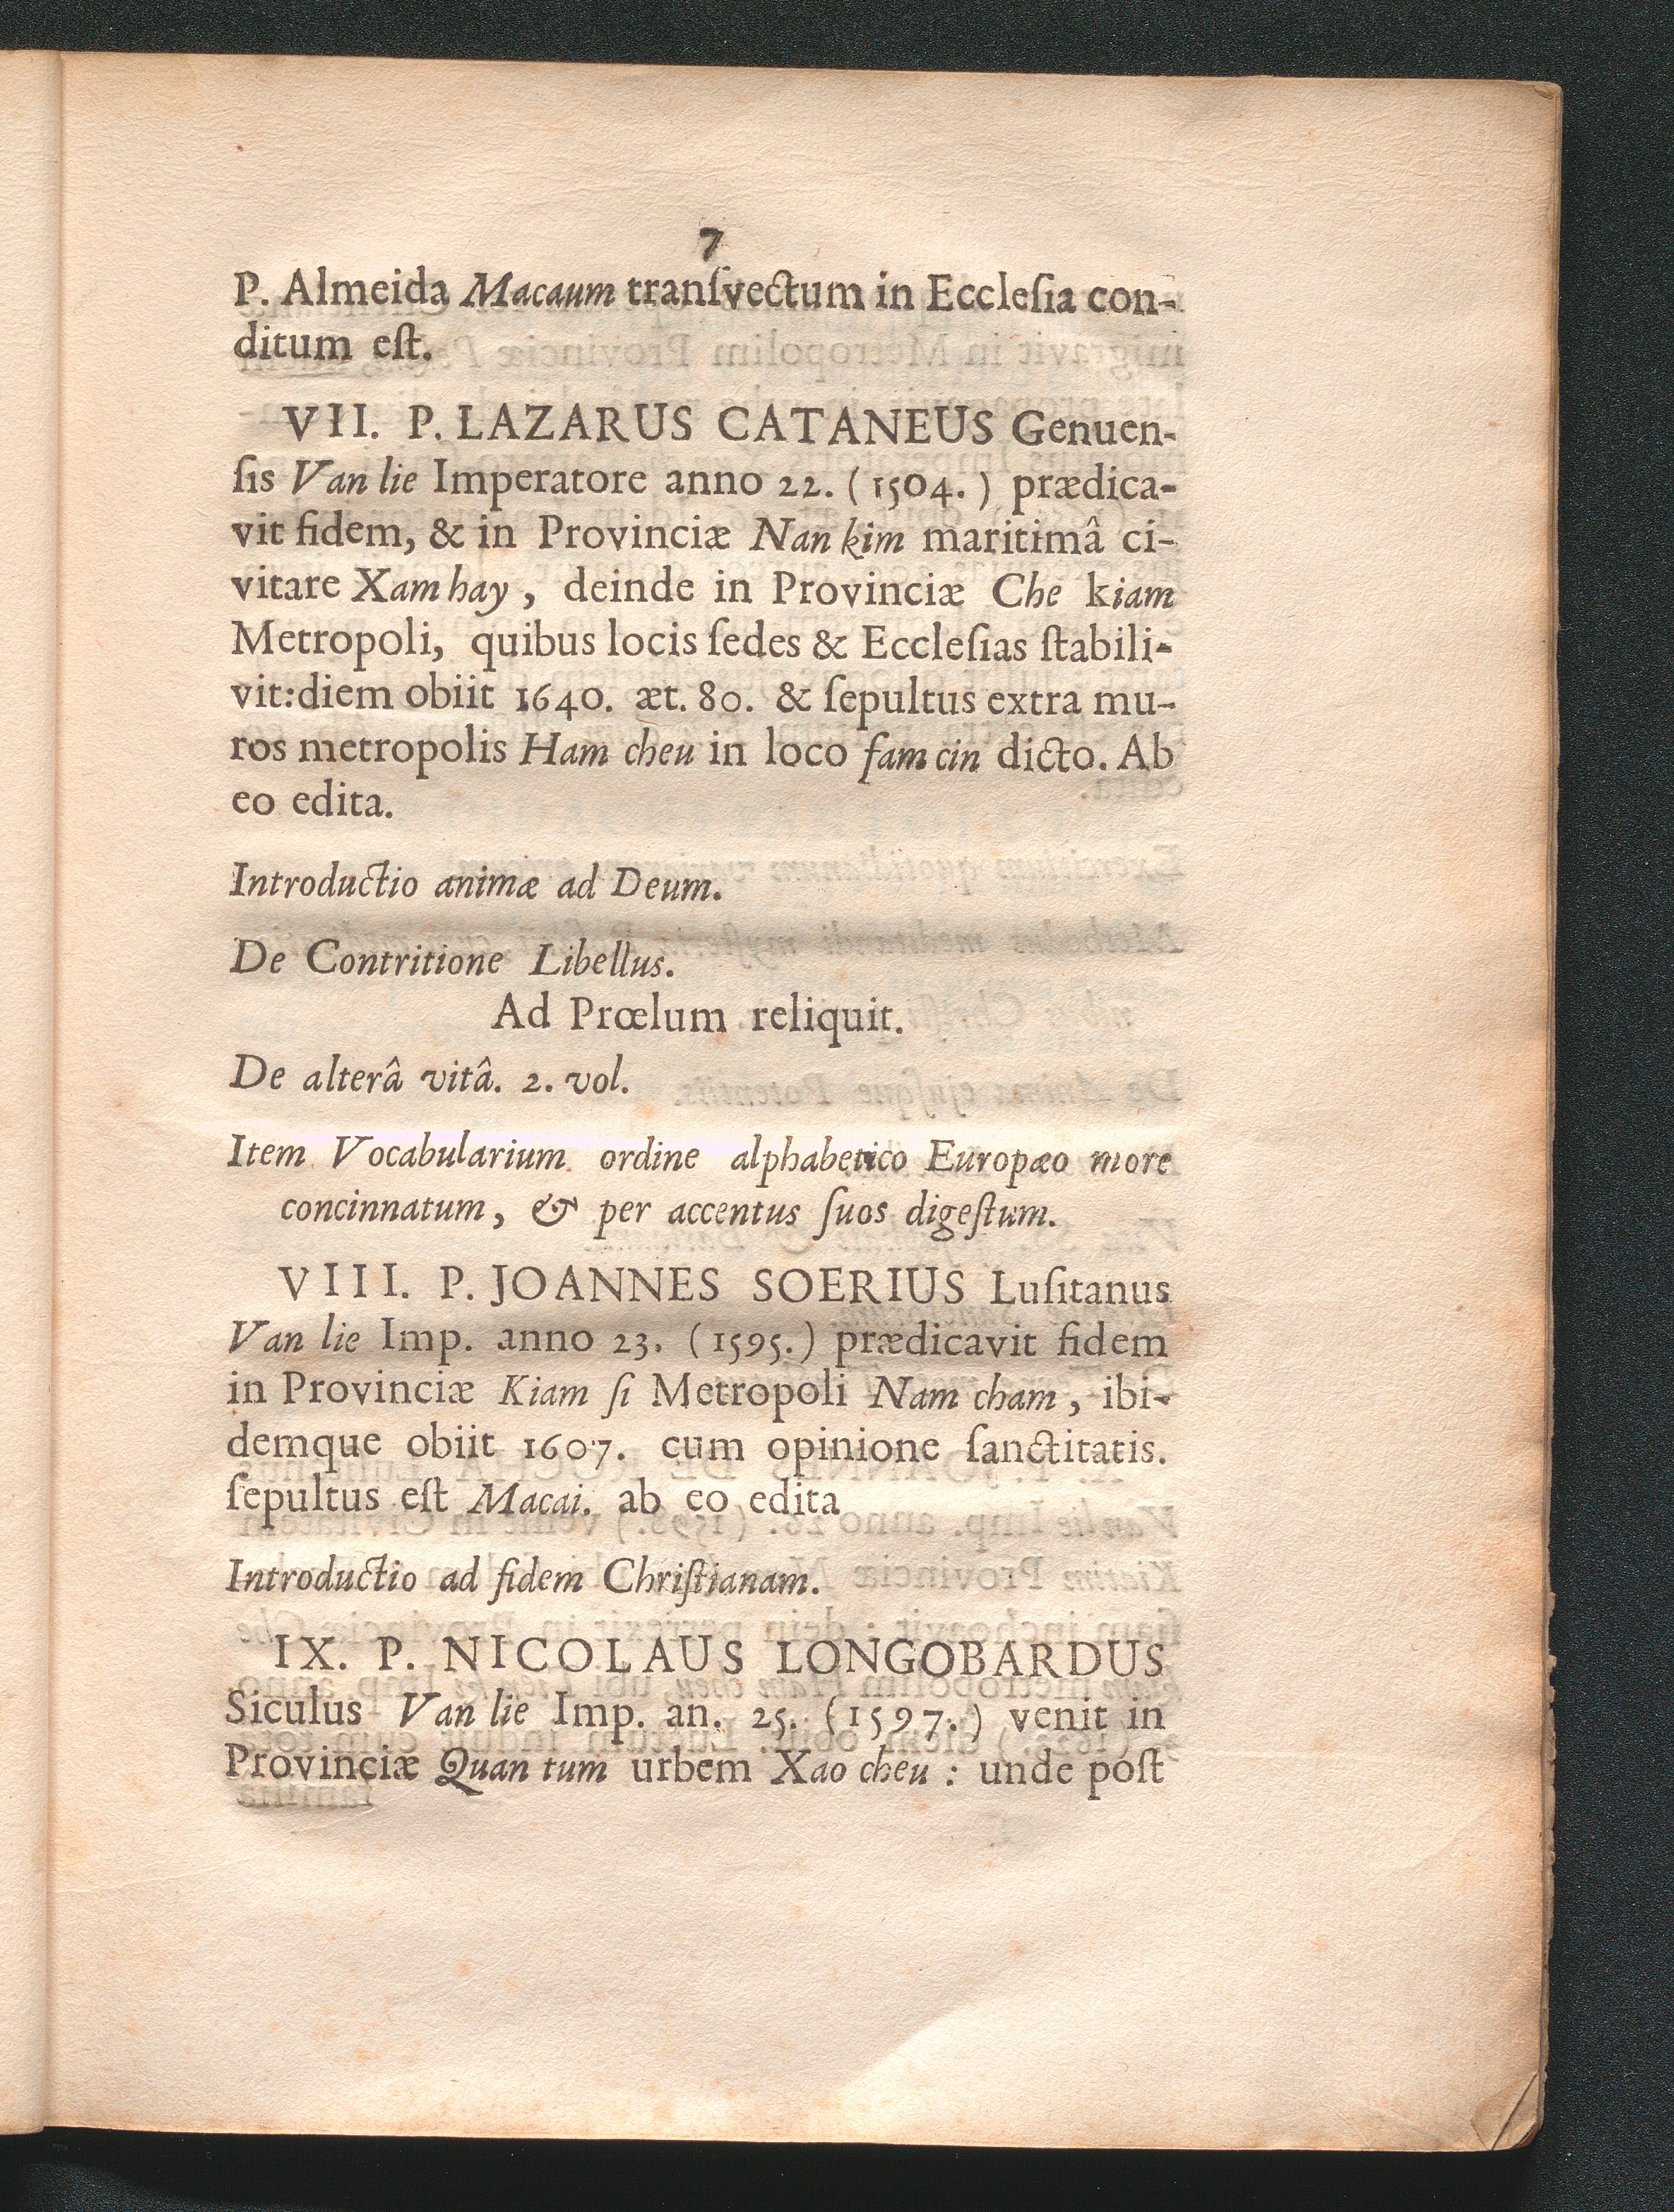 7
P. Almeida Macaum tranſvectum in Eccleſia con-
ditum eſt.
VII. P. LAZARUS CATANEUS Genuen-
ſis Van lie Imperatore anno 22. (1504.) prædica-
vit fidem, & in Provinciæ Nan kim maritimâ ci-
vitare Xam hay, deinde in Provinciæ Che kiam
Metropoli, quibus locis ſedes & Eccleſias ſtabili-
vit:diem obiit 1640. æt. 80. & ſepultus extra mu-
ros metropolis Ham cheu in loco fam cin dicto. Ab
eo edita.
Introductio animæ ad Deum.
De Contritione Libellus.
Ad Prœlum reliquit.
De alterâ vitâ. 2. vol.
Item Vocabularium ordine alphabetico Europæo more
concinnatum, & per accentus ſuos digeſtum.
VIII. P. JOANNES SOERIUS Luſitanus
Van lie Imp. anno 23. (1595.) prædicavit fidem
in Provinciæ Kiam ſi Metropoli Nam cham, ibi-
demque obiit 1607. cum opinione ſanctitatis.
ſepultus eſt Macai. ab eo edita
Introductio ad fidem Chriſtianam.
IX. P. NICOLAUS LONGOBARDUS
Siculus Van lie Imp. an. 25. (1597.) venit in
Provinciæ Quan tum urbem Xao cheu : unde póſt